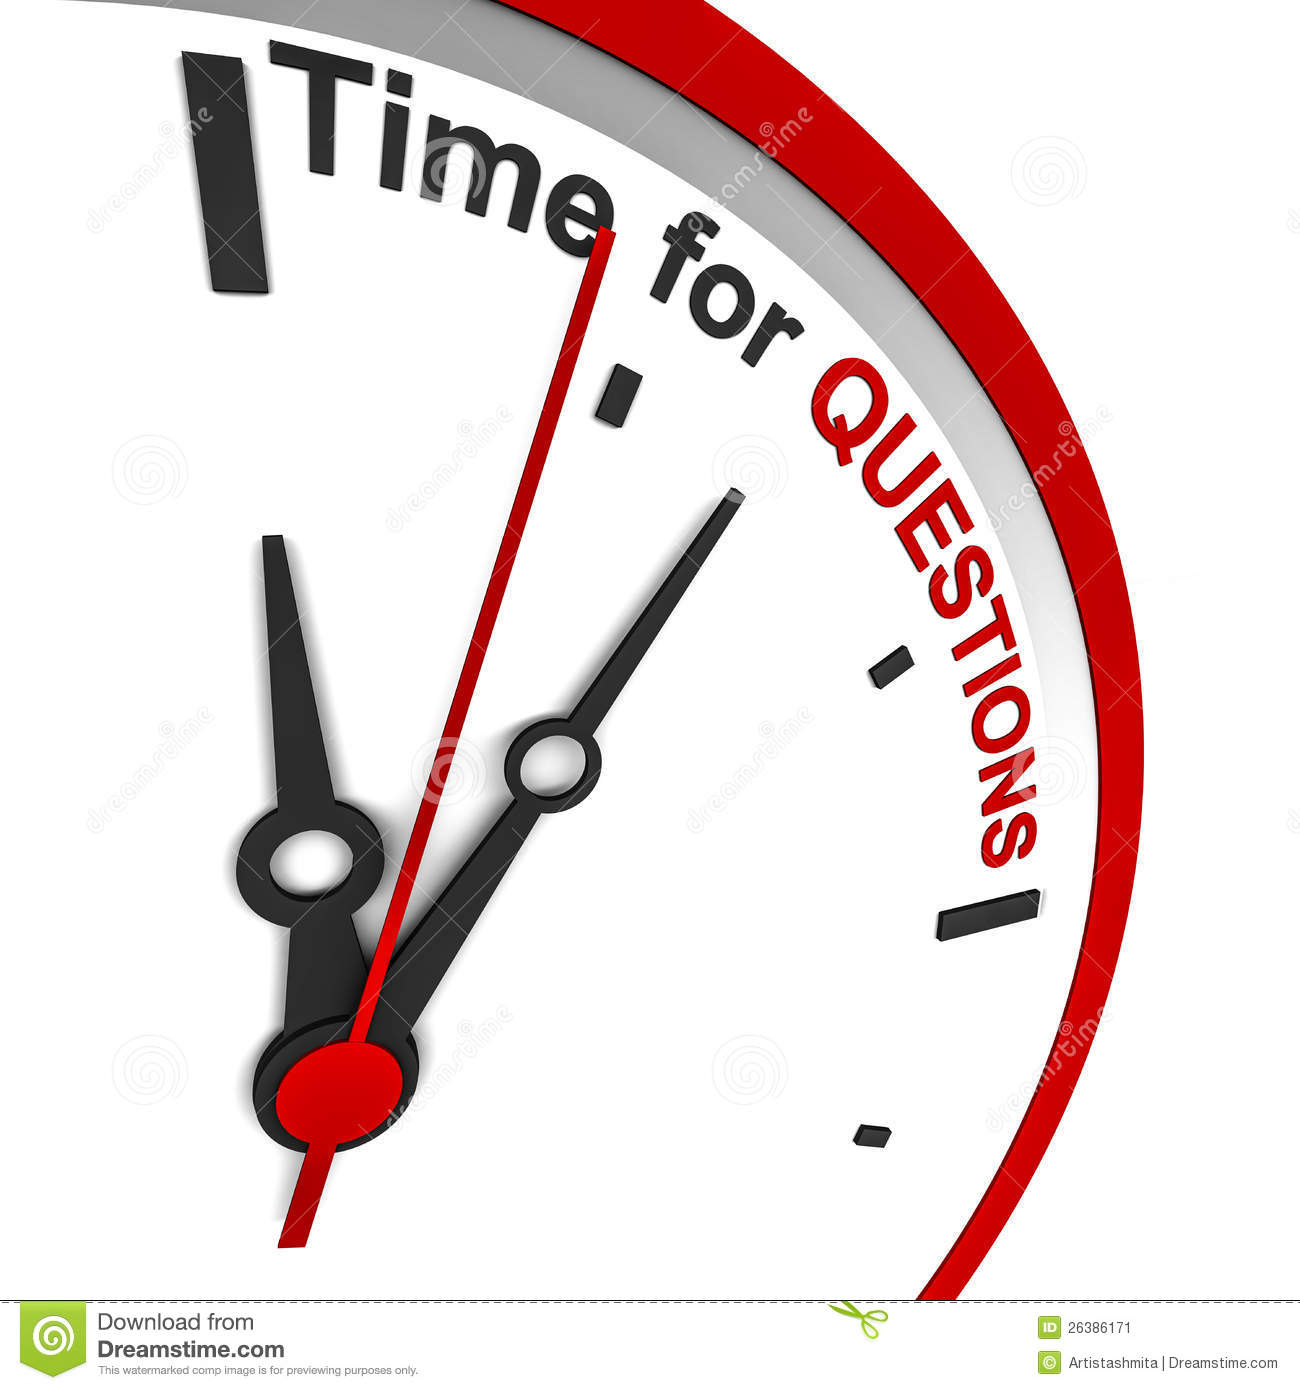 Time for QUESTIONS
dreamstime
Download from
Dreamstime.com
This watermarked comp image is for previewing purposes only.
ID 26386171
© Artistashmita | Dreamstime.com